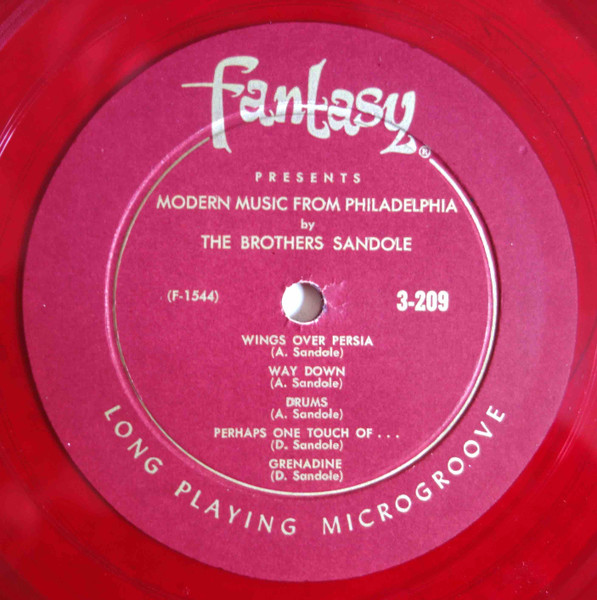 fantasy®
PRESENTS
MODERN MUSIC FROM PHILADELPHIA
by
THE BROTHERS SANDOLE
(F-1544)
3-209
WINGS OVER PERSIA
(A. Sandole)
WAY DOWN
(A. Sandole)
DRUMS
(A. Sandole)
PERHAPS ONE TOUCH OF . . .
(D. Sandole)
GRENADINE
(D. Sandole)
LONG PLAYING MICROGROOVE